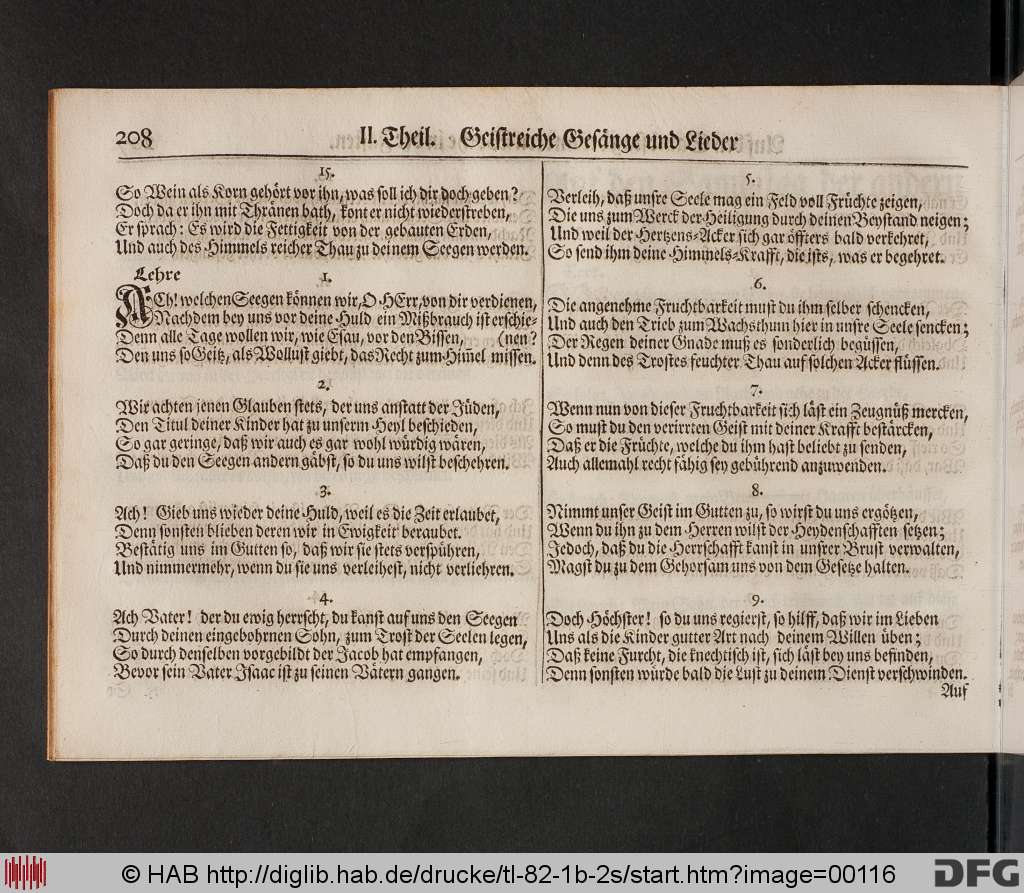 208 II. Theil. Geistreiche Gesänge und Lieder
15.
So Wein als Korn gehört vor ihn, was soll ich dir doch geben?
Doch da er ihn mit Thränen bath, kont er nicht wiederstreben,
Er sprach: Es wird die Fettigkeit von der gebauten Erden,
Und auch des Himmels reicher Thau zu deinem Seegen werden.
Lehre 1.
ACh! welchen Seegen können wir, O HErr, von dir verdienen,
Nachdem bey uns vor deine Huld ein Mißbrauch ist erschie-
Denn alle Tage wollen wir, wie Esau, vor den Bissen, (nen?
Den uns so Geitz, als Wollust giebt, das Recht zum Him̃el missen.
2.
Wir achten jenen Glauben stets, der uns anstatt der Jüden,
Den Titul deiner Kinder hat zu unserm Heyl beschieden,
So gar geringe, daß wir auch es gar wohl würdig wären,
Daß du den Seegen andern gäbst, so du uns wilst beschehren.
3.
Ach! Gieb uns wieder deine Huld, weil es die Zeit erlaubet,
Denn sonsten blieben deren wir in Ewigkeit beraubet.
Bestätig uns im Gutten so, daß wir sie stets verspühren,
Und nimmermehr, wenn du sie uns verleihest, nicht verliehren.
4.
Ach Vater! der du ewig herrscht, du kanst auf uns den Seegen
Durch deinen eingebohrnen Sohn, zum Trost der Seelen legen,
So durch denselben vorgebildt der Jacob hat empfangen,
Bevor sein Vater Isaac ist zu seinen Vätern gangen.
5.
Verleih, daß unsre Seele mag ein Feld voll Früchte zeigen,
Die uns zum Werck der Heiligung durch deinen Beystand neigen;
Und weil der Hertzens-Acker sich gar öffters bald verkehret,
So send ihm deine Himmels-Krafft, die ists, was er begehret.
6.
Die angenehme Fruchtbarkeit must du ihm selber schencken,
Und auch den Trieb zum Wachsthum hier in unsre Seele sencken;
Der Regen deiner Gnade muß es sonderlich begüssen,
Und denn des Trostes feuchter Thau auf solchen Acker flüssen.
7.
Wenn nun von dieser Fruchtbarkeit sich läst ein Zeugnüß mercken,
So must du den verirrten Geist mit deiner Krafft bestärcken,
Daß er die Früchte, welche du ihm hast beliebt zu senden,
Auch allemahl recht fähig sey gebührend anzuwenden.
8.
Nimmt unser Geist im Gutten zu, so wirst du uns ergötzen,
Wenn du ihn zu dem Herren wilst der Heydenschafften setzen;
Jedoch, daß du die Herrschafft kanst in unsrer Brust verwalten,
Magst du zu dem Gehorsam uns von dem Gesetze halten.
9.
Doch Höchster! so du uns regierst, so hilff, daß wir im Lieben
Uns als die Kinder gutter Art nach deinem Willen üben;
Daß keine Furcht, die knechtisch ist, sich läst bey uns befinden,
Denn sonsten würde bald die Lust zu deinem Dienst verschwinden.
Auf
© HAB http://diglib.hab.de/drucke/tl-82-1b-2s/start.htm?image=00116
DFG